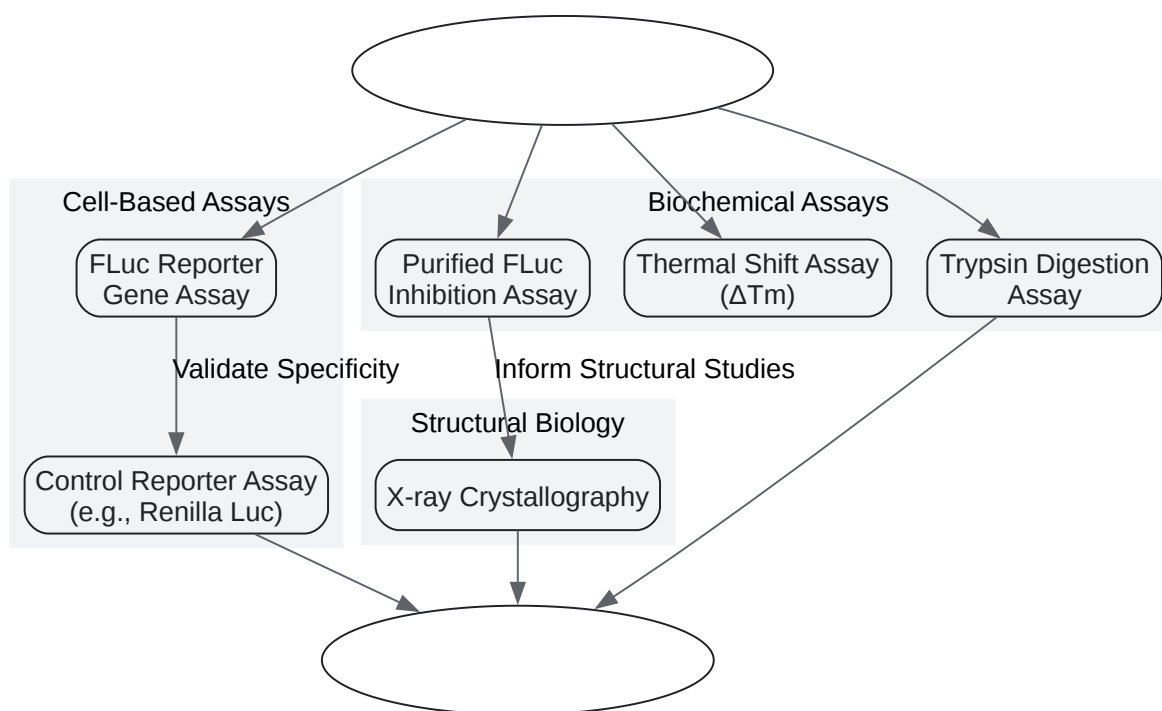 Cell-Based Assays
Biochemical Assays
FLuc Reporter
Gene Assay
Purified FLuc
Inhibition Assay
Thermal Shift Assay
(ΔTm)
Trypsin Digestion
Assay
Validate Specificity
Inform Structural Studies
Structural Biology
Control Reporter Assay
(e.g., Renilla Luc)
X-ray Crystallography